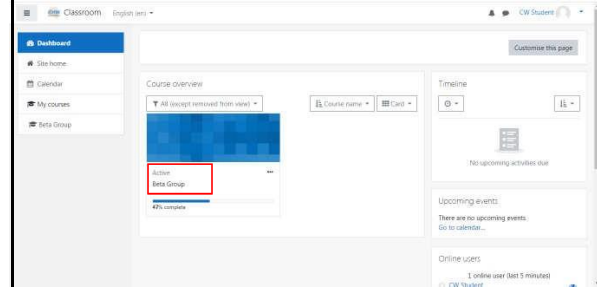 Classroom English (en)
CW Student
Dashboard
Site home
Calendar
My courses
Beta Group
Customise this page
Course overview
All (except removed from view)
Course name
Card
Active
Beta Group
47% complete
Timeline
No upcoming activities due
Upcoming events
There are no upcoming events
Go to calendar...
Online users
1 online user (last 5 minutes)
CW Student